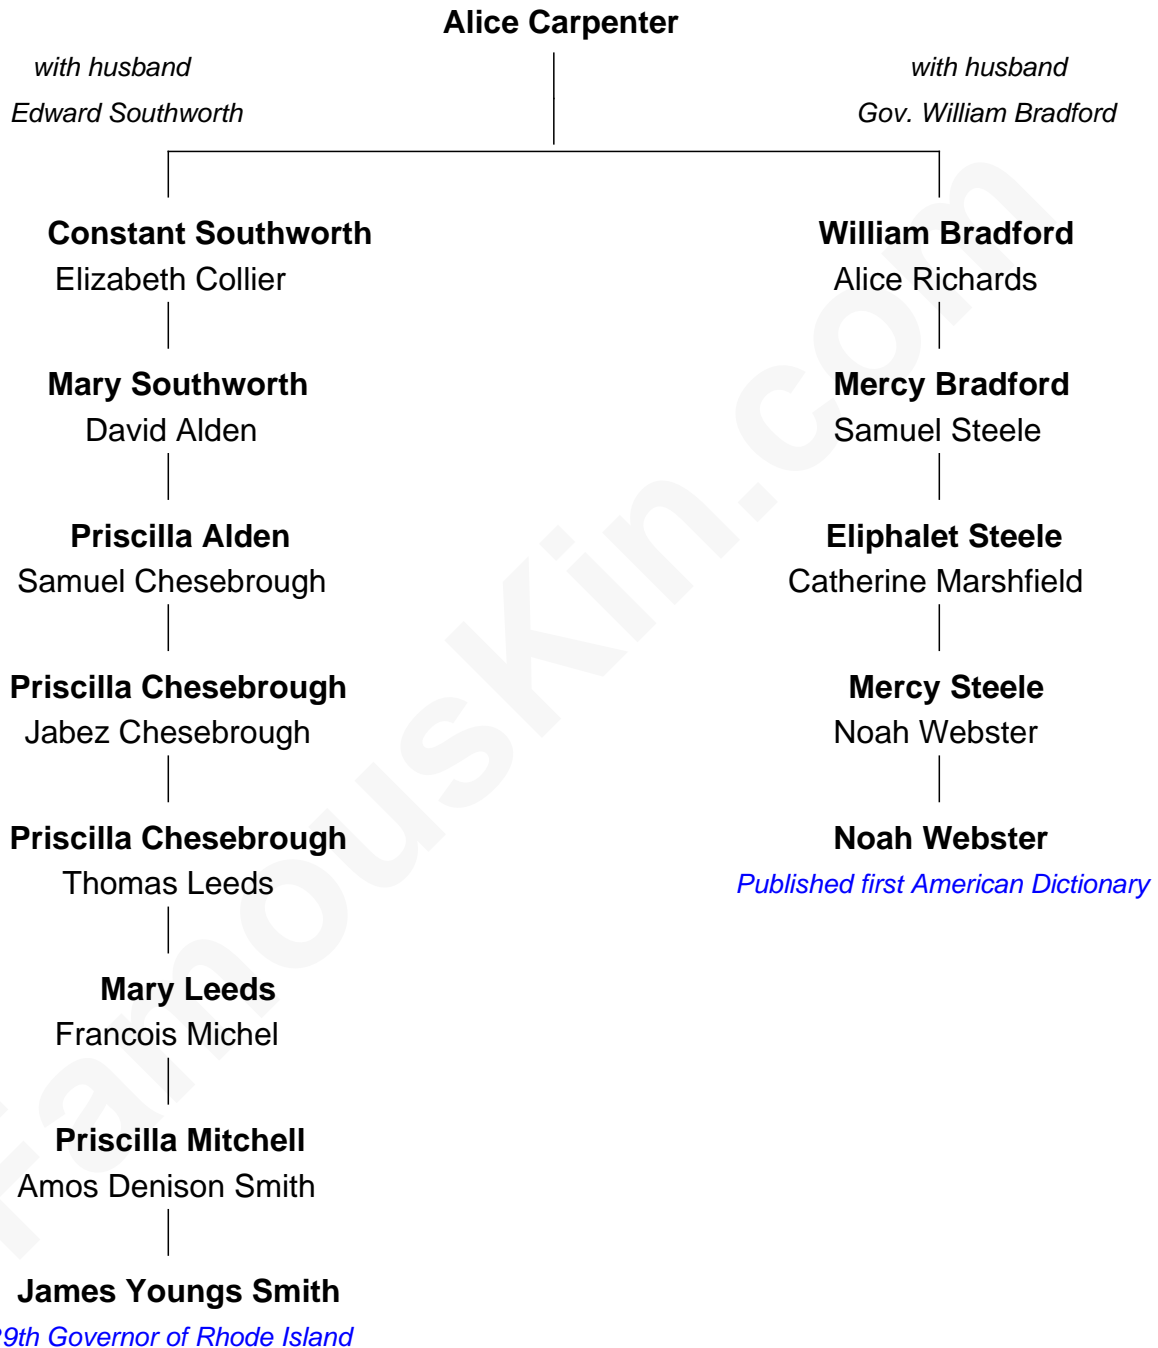 Alice Carpenter
with husband
Edward Southworth
with husband
Gov. William Bradford
Constant Southworth
Elizabeth Collier
William Bradford
Alice Richards
Mary Southworth
David Alden
Mercy Bradford
Samuel Steele
Priscilla Alden
Samuel Chesebrough
Eliphalet Steele
Catherine Marshfield
Priscilla Chesebrough
Jabez Chesebrough
Mercy Steele
Noah Webster
Priscilla Chesebrough
Thomas Leeds
Noah Webster
Published first American Dictionary
Mary Leeds
Francois Michel
Priscilla Mitchell
Amos Denison Smith
James Youngs Smith
9th Governor of Rhode Island
FamousKin.com